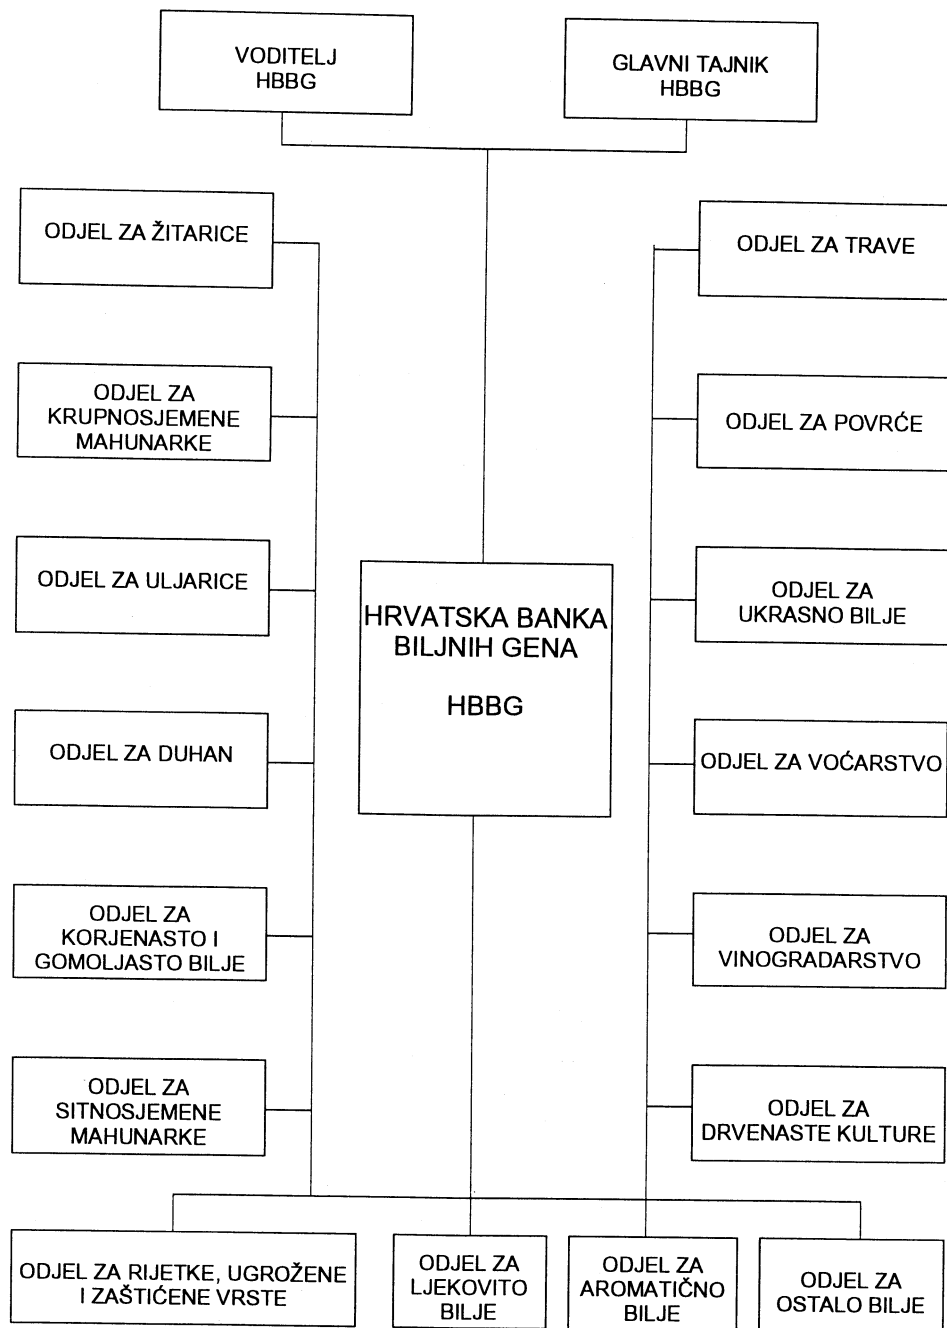 VODITELJ
HBBG
GLAVNI TAJNIK
HBBG
ODJEL ZA ŽITARICE
ODJEL ZA TRAVE
ODJEL ZA
KRUPNOSJEMENE
MAHUNARKE
ODJEL ZA POVRĆE
ODJEL ZA ULJARICE
HRVATSKA BANKA
BILJNIH GENA
HBBG
ODJEL ZA
UKRASNO BILJE
ODJEL ZA DUHAN
ODJEL ZA VOĆARSTVO
ODJEL ZA
KORJENASTO I
GOMOLJASTO BILJE
ODJEL ZA
VINOGRADARSTVO
ODJEL ZA
SITNOSJEMENE
MAHUNARKE
ODJEL ZA
DRVENASTE KULTURE
ODJEL ZA RIJETKE, UGROŽENE
I ZAŠTIĆENE VRSTE
ODJEL ZA
LJEKOVITO
BILJE
ODJEL ZA
AROMATIČNO
BILJE
ODJEL ZA
OSTALO BILJE